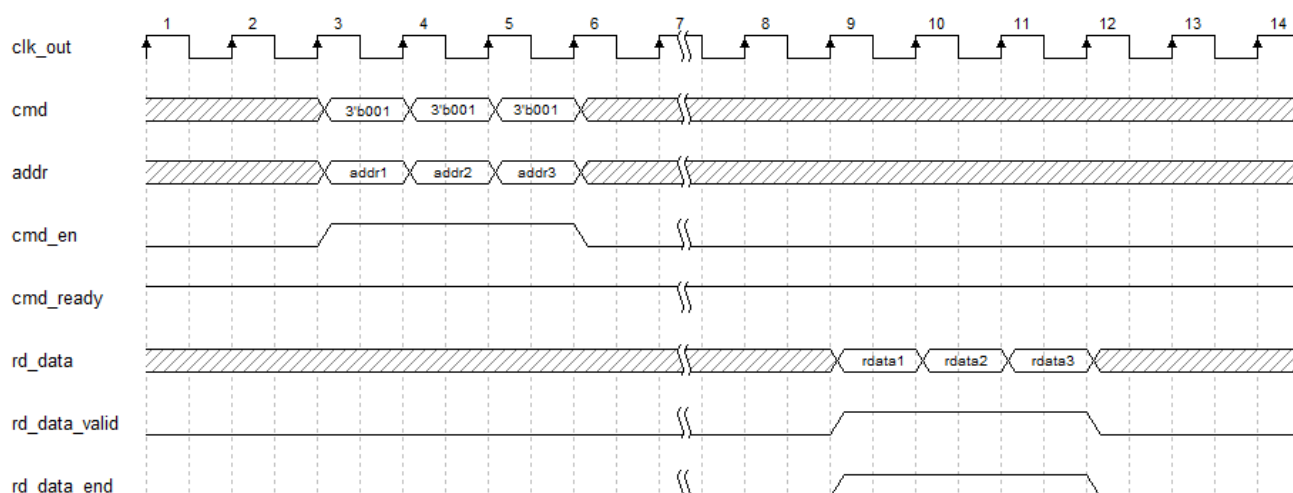 1 2 3 4 5 6 7 8 9 10 11 12 13 14
clk_out
cmd 3'b001 3'b001 3'b001
addr addr1 addr2 addr3
cmd_en
cmd_ready
rd_data rdata1 rdata2 rdata3
rd_data_valid
rd_data_end